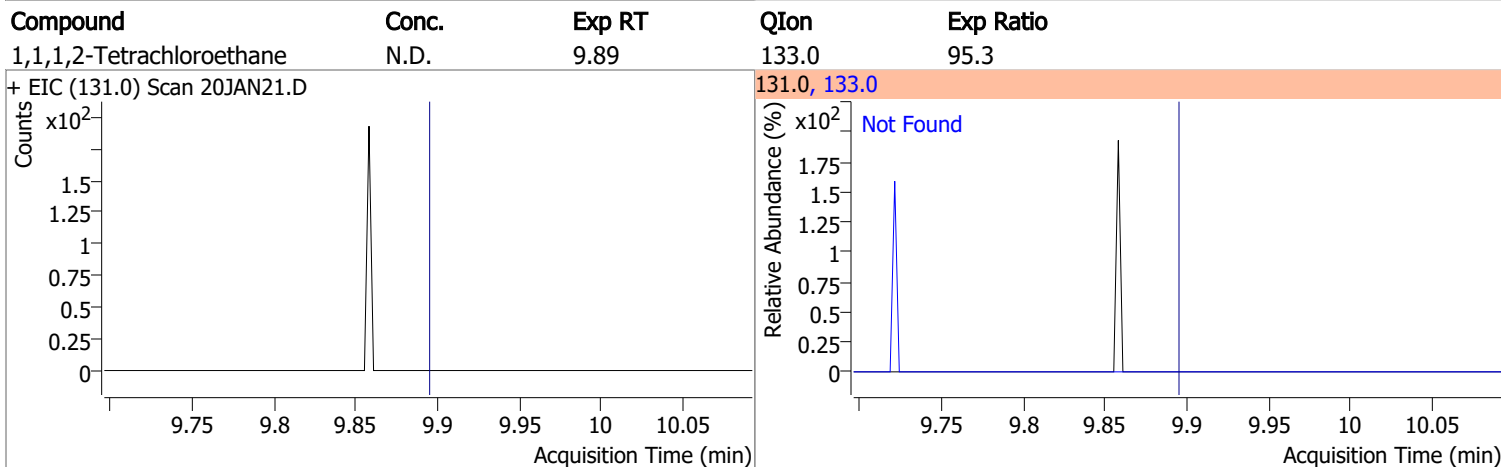 Compound Conc. Exp RT QIon Exp Ratio
1,1,1,2-Tetrachloroethane N.D. 9.89 133.0 95.3
+ EIC (131.0) Scan 20JAN21.D
Counts
x10²
1.5
1.25
1
0.75
0.5
0.25
0
9.75 9.8 9.85 9.9 9.95 10 10.05
Acquisition Time (min)
131.0, 133.0
Relative Abundance (%)
x10²
Not Found
1.75
1.5
1.25
1
0.75
0.5
0.25
0
9.75 9.8 9.85 9.9 9.95 10 10.05
Acquisition Time (min)